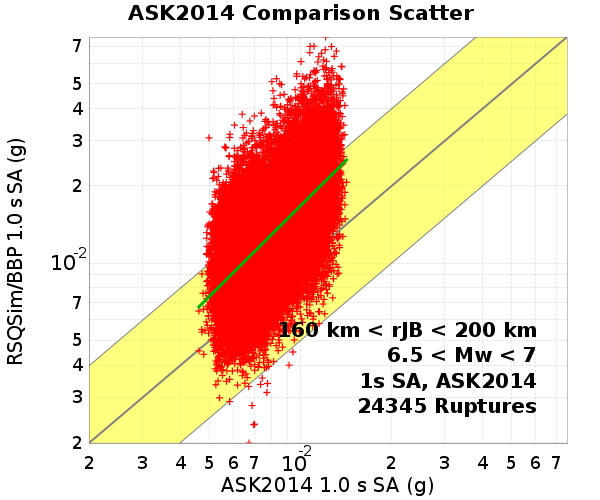 ASK2014 Comparison Scatter
RSQSim/BBP 1.0 s SA (g)
7
5
4
3
2
10-2
7
5
4
3
2
160 km < rJB < 200 km
6.5 < Mw < 7
1s SA, ASK2014
24345 Ruptures
2 3 4 5 6 7 10-2 2 3 4 5 6 7
ASK2014 1.0 s SA (g)